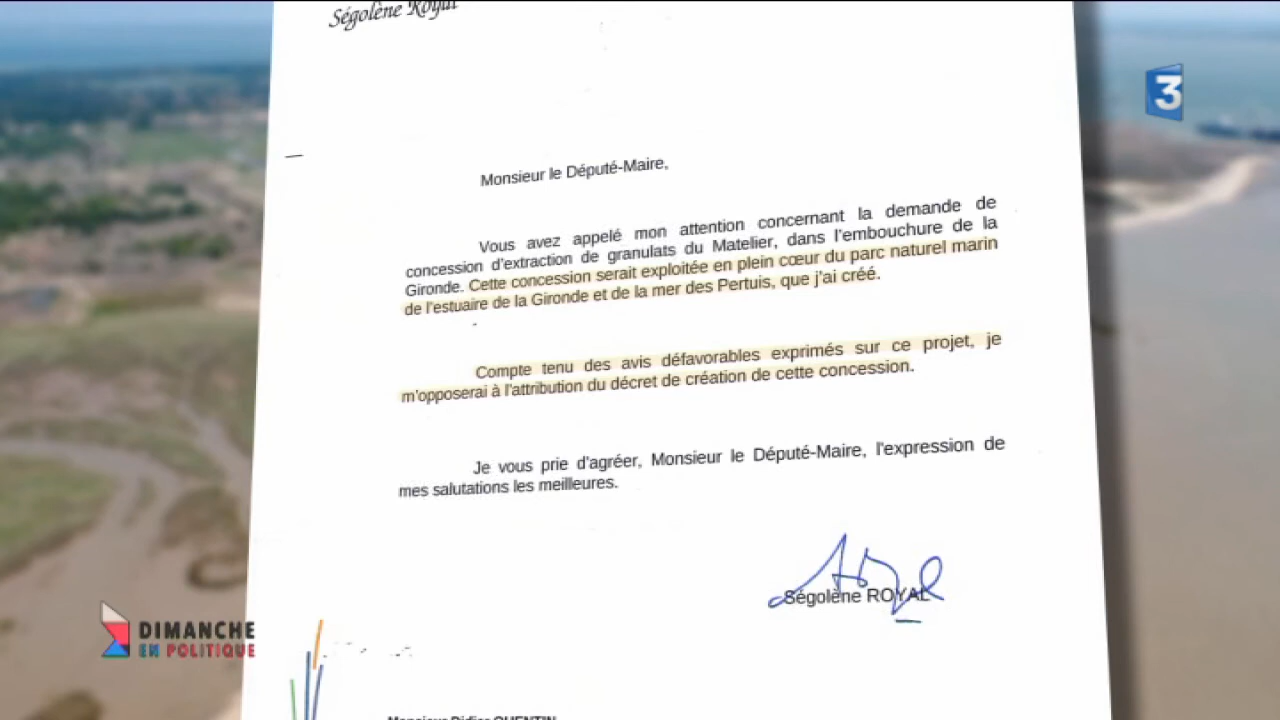 Ségolène Royal
3
Monsieur le Député-Maire,
Vous avez appelé mon attention concernant la demande de
concession d'extraction de granulats du Matelier, dans l'embouchure de la
Gironde. Cette concession serait exploitée en plein cœur du parc naturel marin
de l'estuaire de la Gironde et de la mer des Pertuis, que j'ai créé.
Compte tenu des avis défavorables exprimés sur ce projet, je
m'opposerai à l'attribution du décret de création de cette concession.
Je vous prie d'agréer, Monsieur le Député-Maire, l'expression de
mes salutations les meilleures.
Ségolène ROYAL
DIMANCHE
EN POLITIQUE
Monsieur Didier QUENTIN